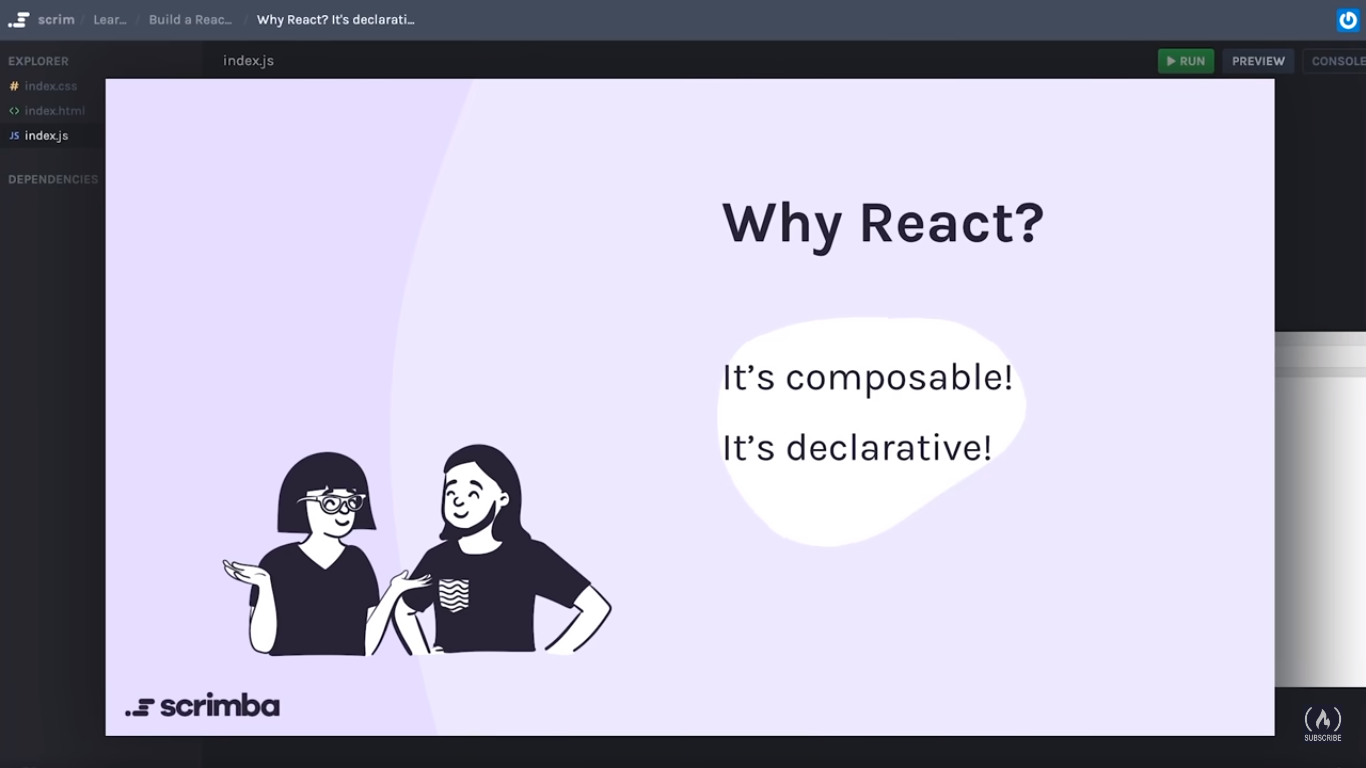 scrim / Lear... / Build a Reac... / Why React? It's declarati...
EXPLORER
index.js
RUN
PREVIEW
CONSOLE
# index.css
<> index.html
JS index.js
DEPENDENCIES
Why React?
It’s composable!
It’s declarative!
scrimba
SUBSCRIBE